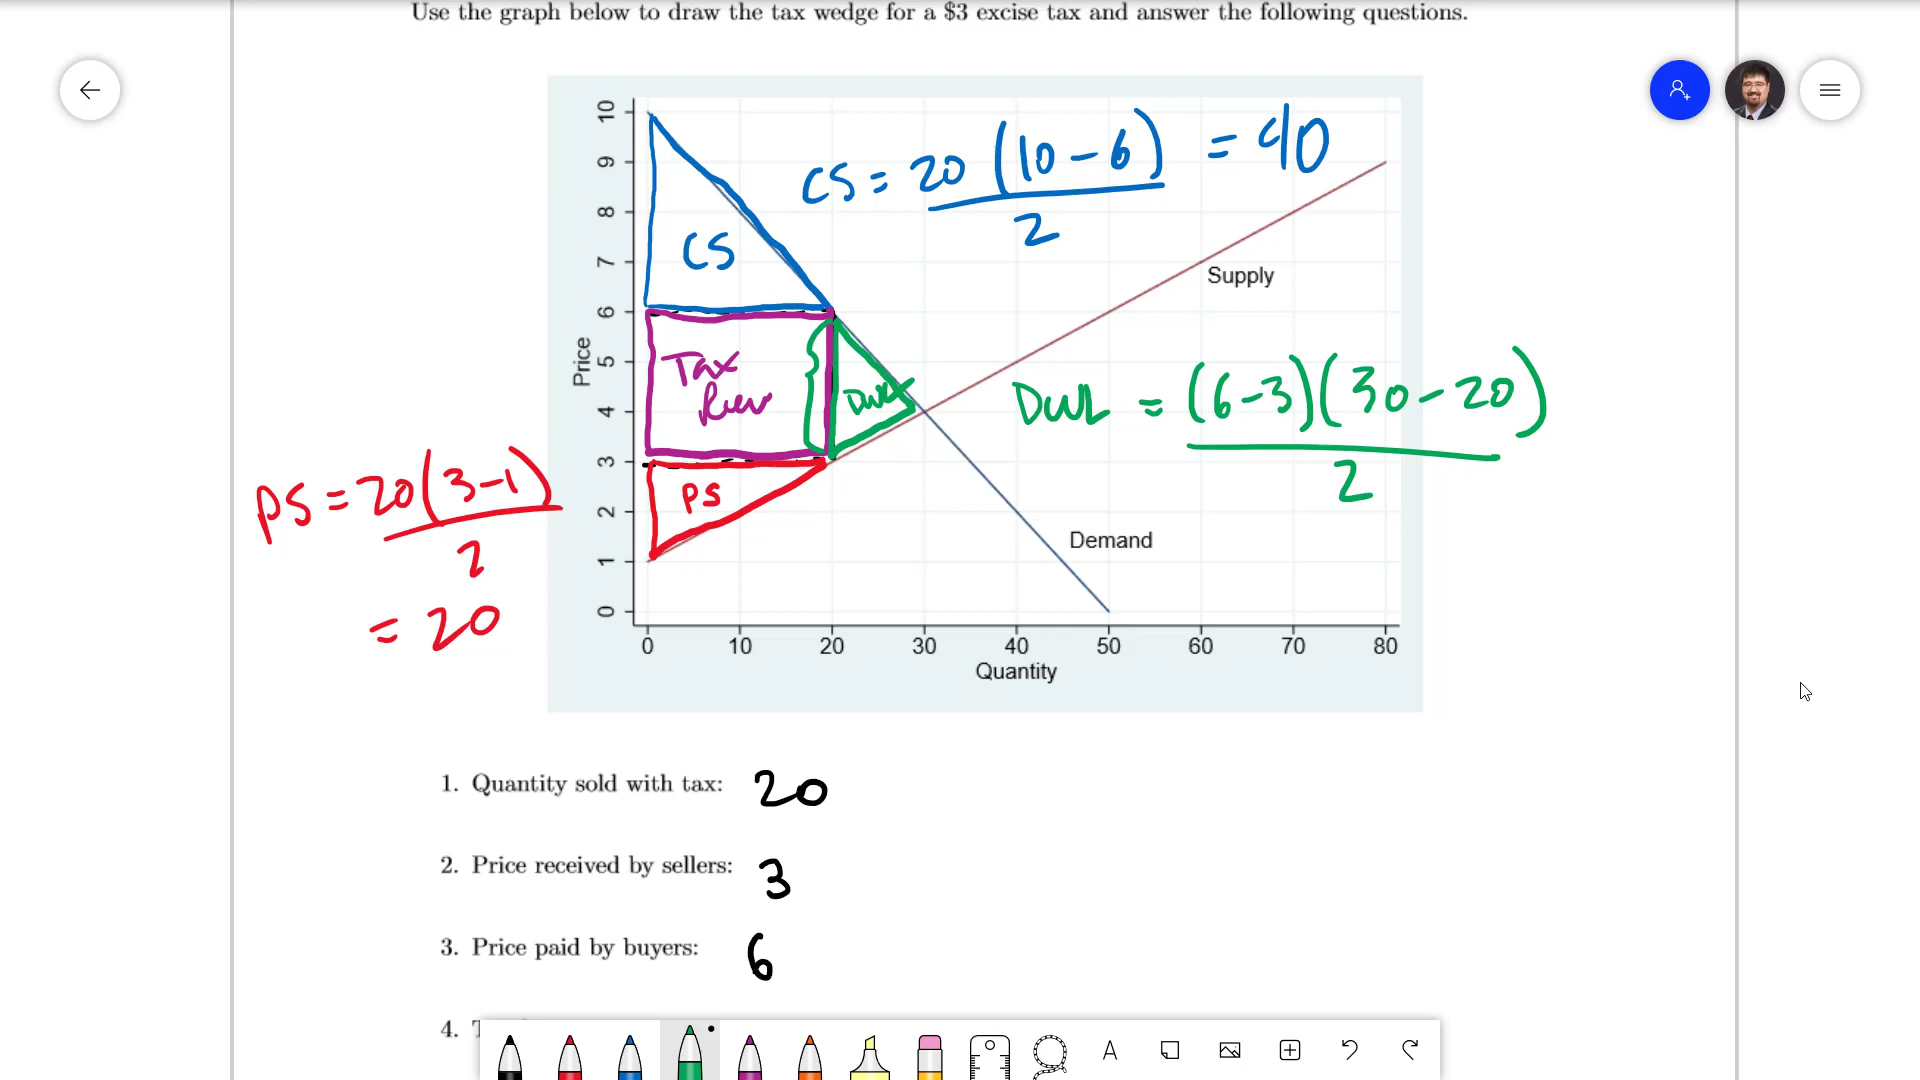 Use the graph below to draw the tax wedge for a $3 excise tax and answer the following questions.
10
9
8
7
6
5
4
3
2
1
0
Price
0 10 20 30 40 50 60 70 80
Quantity
Supply
Demand
CS
CS = 20 (10 - 6) = 40
2
Tax
Rev
DWL
DWL = (6-3)(30-20)
2
PS
PS = 20(3-1)
2
= 20
1. Quantity sold with tax: 20
2. Price received by sellers: 3
3. Price paid by buyers: 6
4.
A